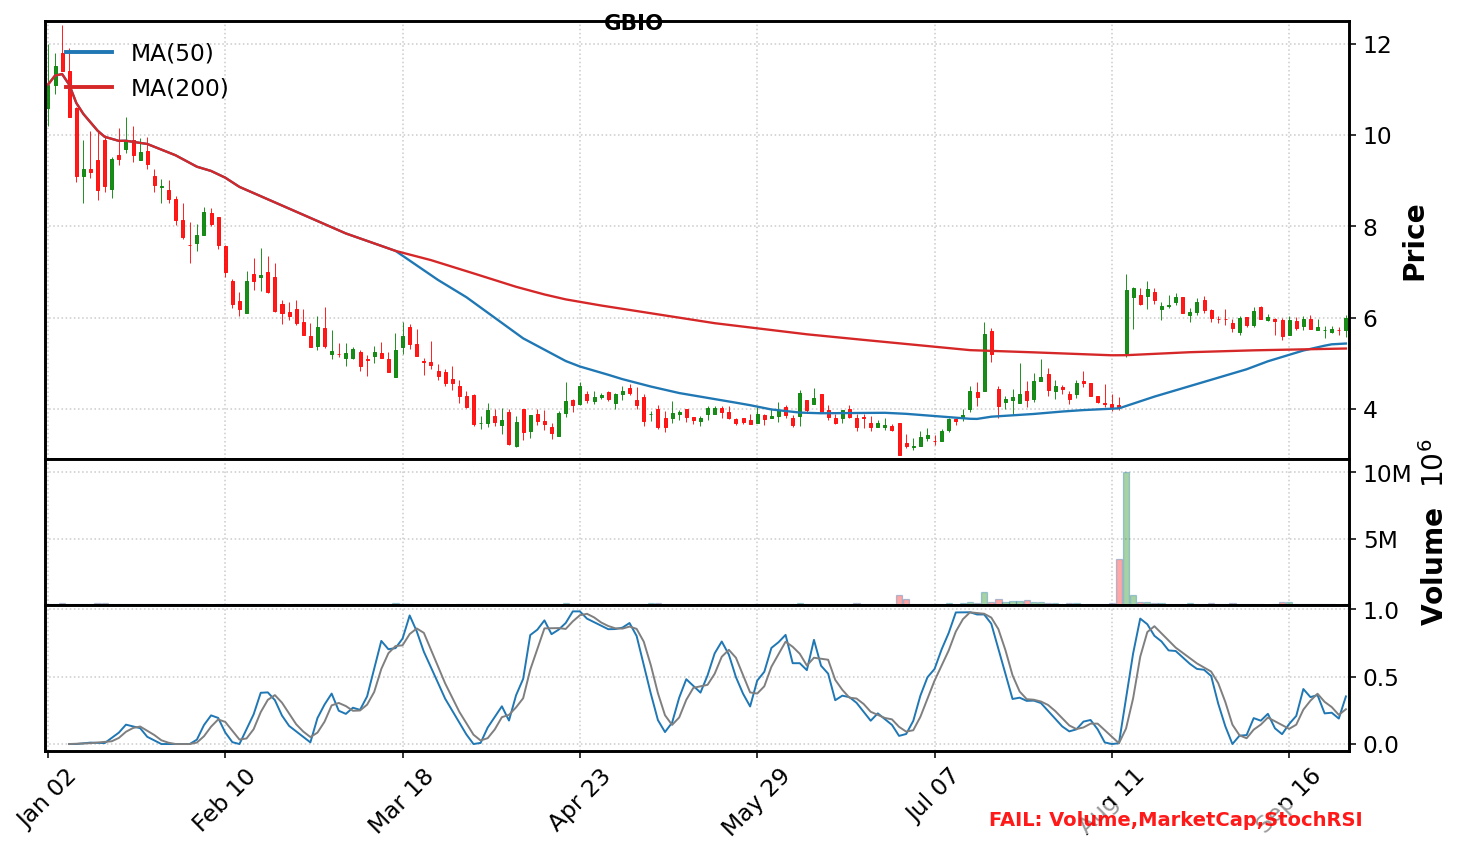 GBIO
MA(50)
MA(200)
12
10
8
6
4
Price
10M
5M
Volume 10^6
1.0
0.5
0.0
Jan 02
Feb 10
Mar 18
Apr 23
May 29
Jul 07
Aug 11
Sep 16
FAIL: Volume,MarketCap,StochRSI